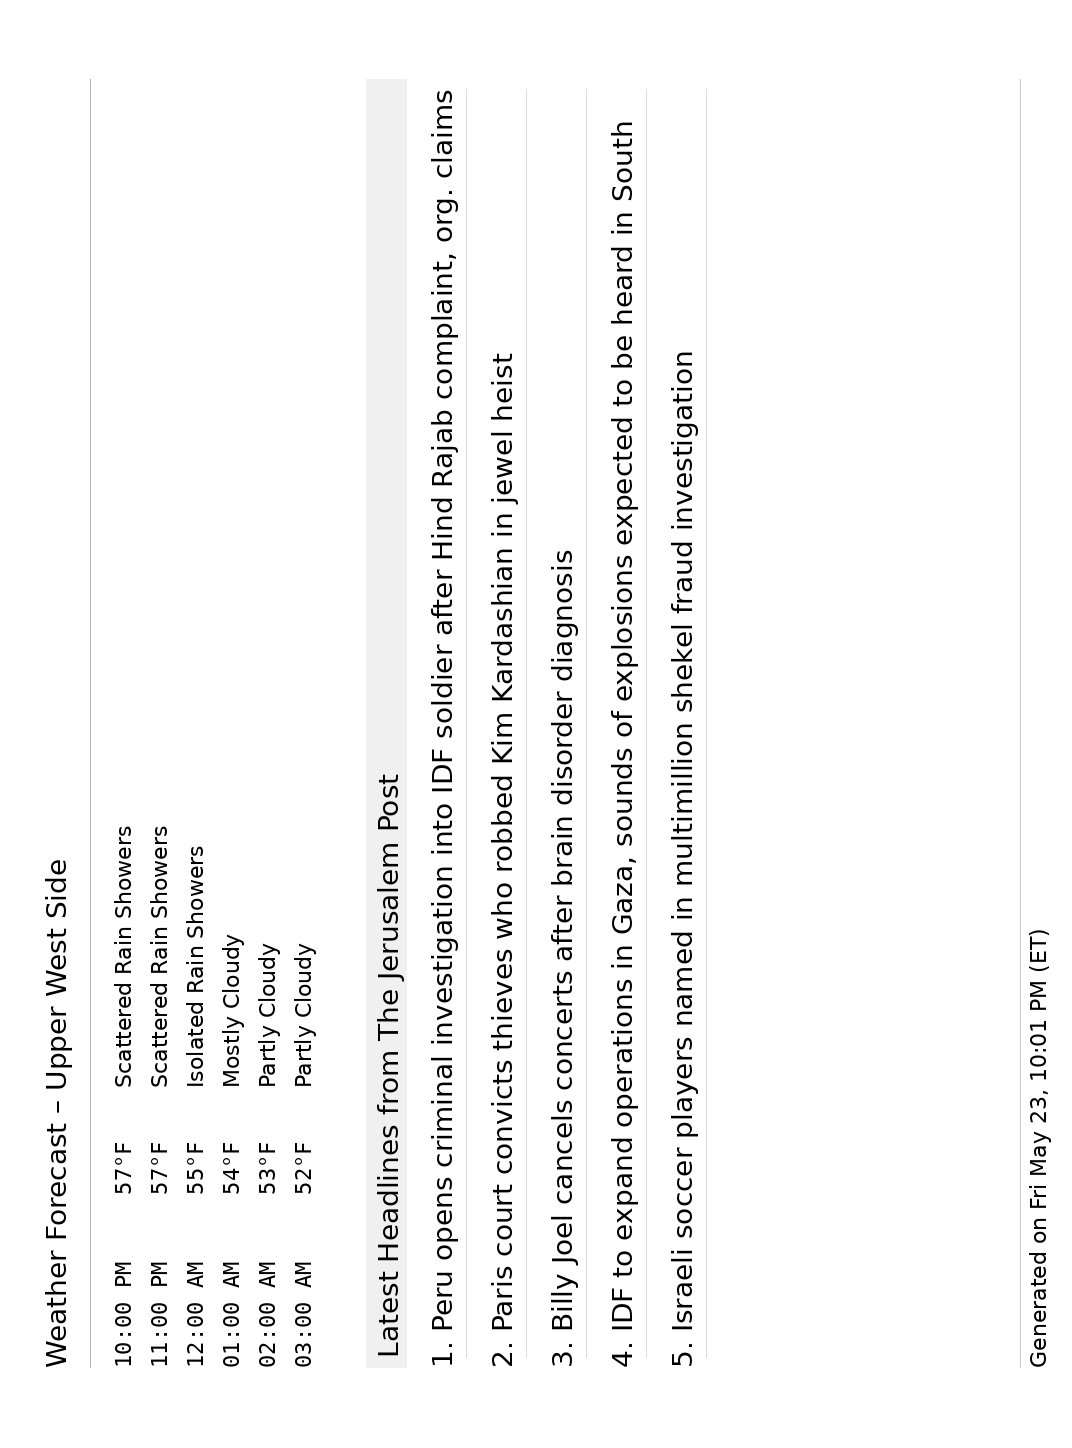 Weather Forecast – Upper West Side
10:00 PM 57°F Scattered Rain Showers
11:00 PM 57°F Scattered Rain Showers
12:00 AM 55°F Isolated Rain Showers
01:00 AM 54°F Mostly Cloudy
02:00 AM 53°F Partly Cloudy
03:00 AM 52°F Partly Cloudy
Latest Headlines from The Jerusalem Post
1. Peru opens criminal investigation into IDF soldier after Hind Rajab complaint, org. claims
2. Paris court convicts thieves who robbed Kim Kardashian in jewel heist
3. Billy Joel cancels concerts after brain disorder diagnosis
4. IDF to expand operations in Gaza, sounds of explosions expected to be heard in South
5. Israeli soccer players named in multimillion shekel fraud investigation
Generated on Fri May 23, 10:01 PM (ET)